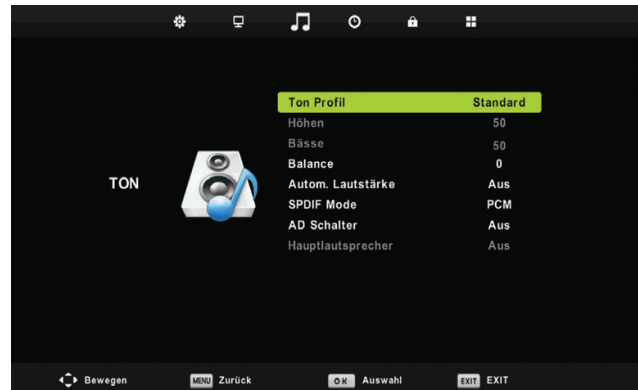 Ton Profil Standard
Höhen 50
Bässe 50
Balance 0
TON
Autom. Lautstärke Aus
SPDIF Mode PCM
AD Schalter Aus
Hauptlautsprecher Aus
Bewegen MENU Zurück OK Auswahl EXIT EXIT